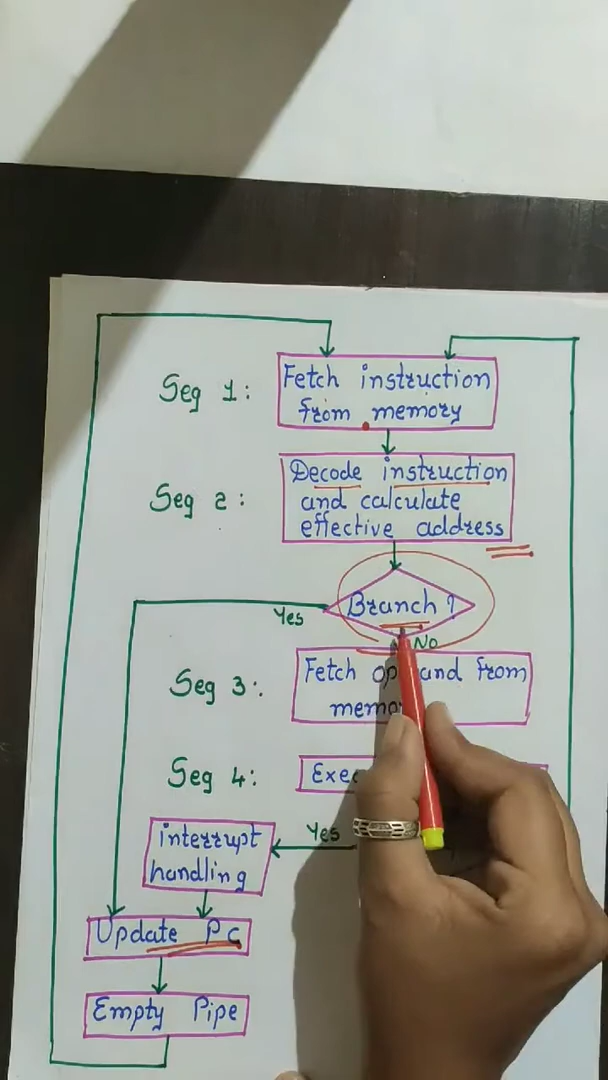 Seg 1:
Fetch instruction
from memory
Seg 2:
Decode instruction
and calculate
effective address
Branch?
Yes
No
Seg 3:
Fetch operand from
Seg 4:
interrupt
handling
Yes
Update Pc
Empty Pipe